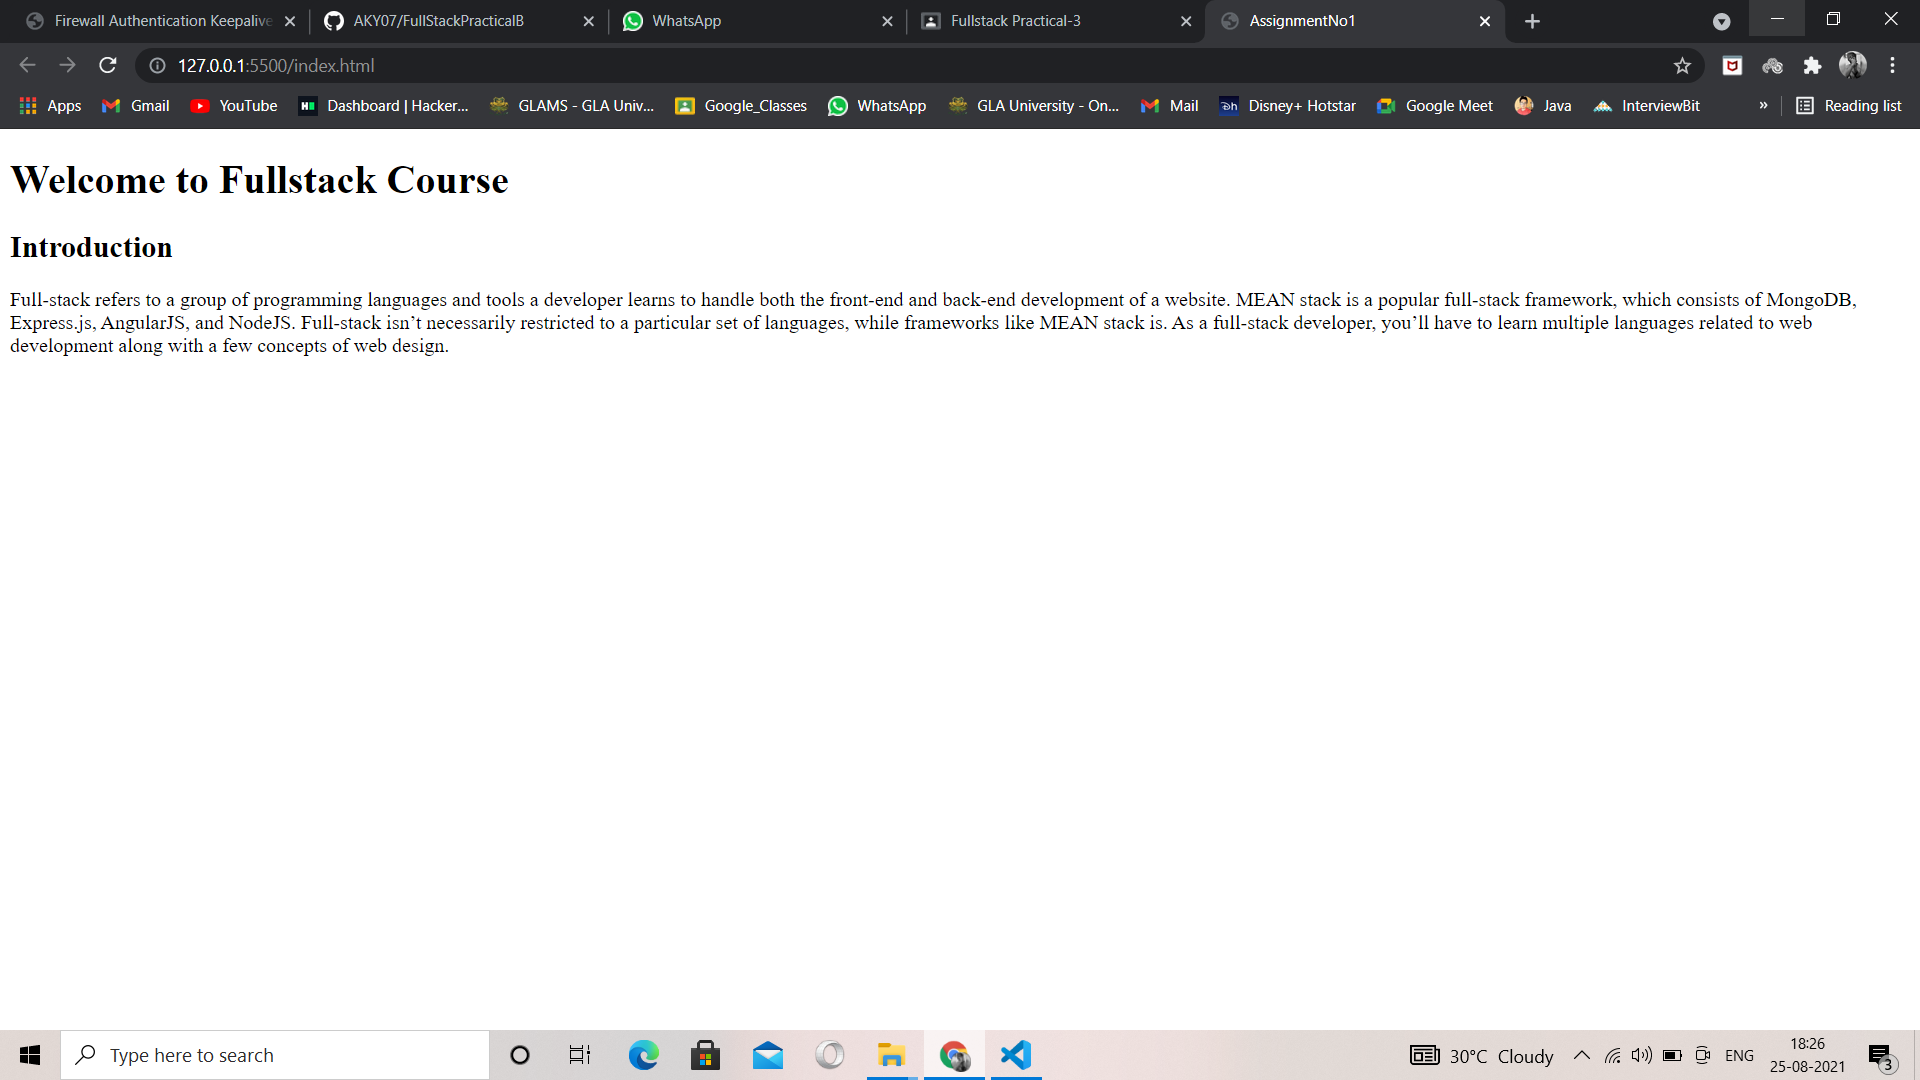 Firewall Authentication Keepalive
AKY07/FullStackPracticalB
WhatsApp
Fullstack Practical-3
AssignmentNo1
127.0.0.1:5500/index.html
Apps
Gmail
YouTube
Dashboard | Hacker...
GLAMS - GLA Univ...
Google_Classes
WhatsApp
GLA University - On...
Mail
Disney+ Hotstar
Google Meet
Java
InterviewBit
»
Reading list
Welcome to Fullstack Course
Introduction
Full-stack refers to a group of programming languages and tools a developer learns to handle both the front-end and back-end development of a website. MEAN stack is a popular full-stack framework, which consists of MongoDB,
Express.js, AngularJS, and NodeJS. Full-stack isn’t necessarily restricted to a particular set of languages, while frameworks like MEAN stack is. As a full-stack developer, you’ll have to learn multiple languages related to web
development along with a few concepts of web design.
Type here to search
30°C Cloudy
ENG
18:26
25-08-2021
3